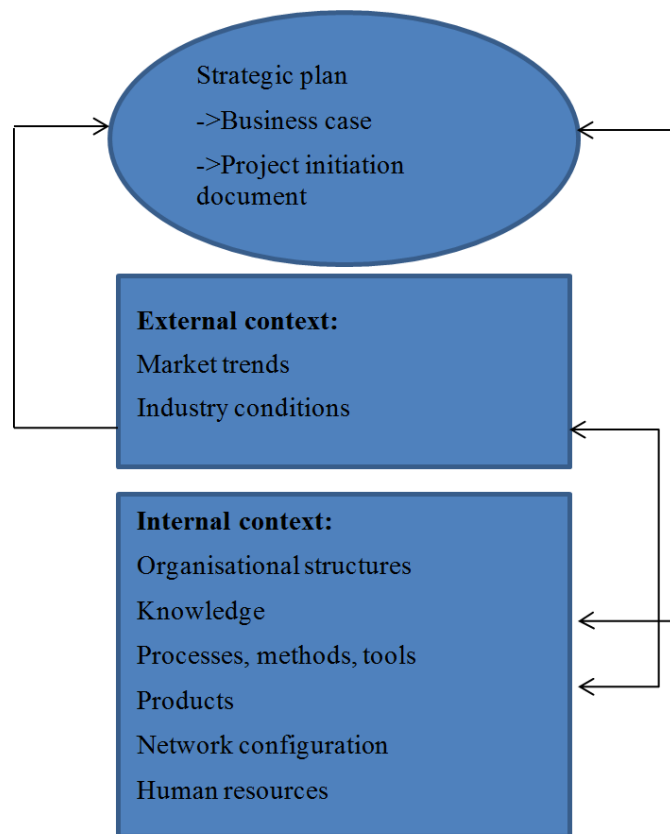 Strategic plan
->Business case
->Project initiation
document
External context:
Market trends
Industry conditions
Internal context:
Organisational structures
Knowledge
Processes, methods, tools
Products
Network configuration
Human resources